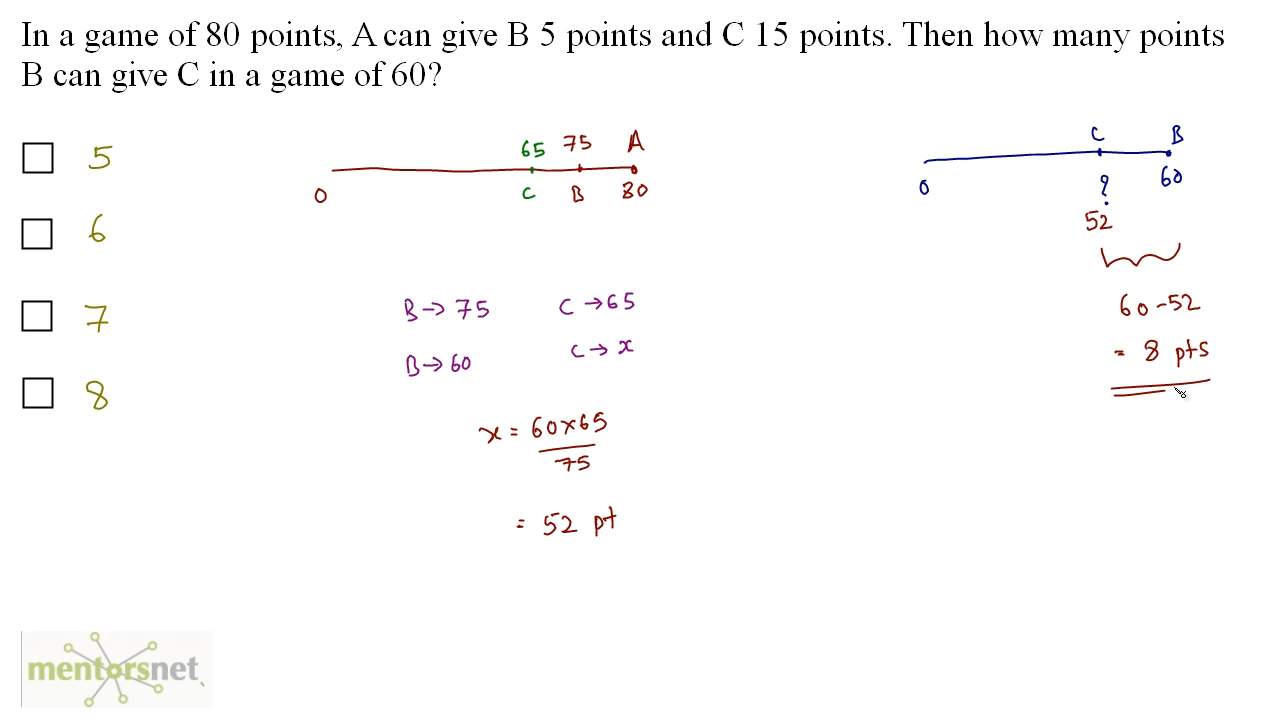 In a game of 80 points, A can give B 5 points and C 15 points. Then how many points
B can give C in a game of 60?
5
6
7
8
65 75 A
0 C B 80
B → 75 C → 65
B → 60 C → x
x = 60 x 65
75
= 52 pt
C B
0 ? 60
52
60 - 52
= 8 pts
mentorsnet